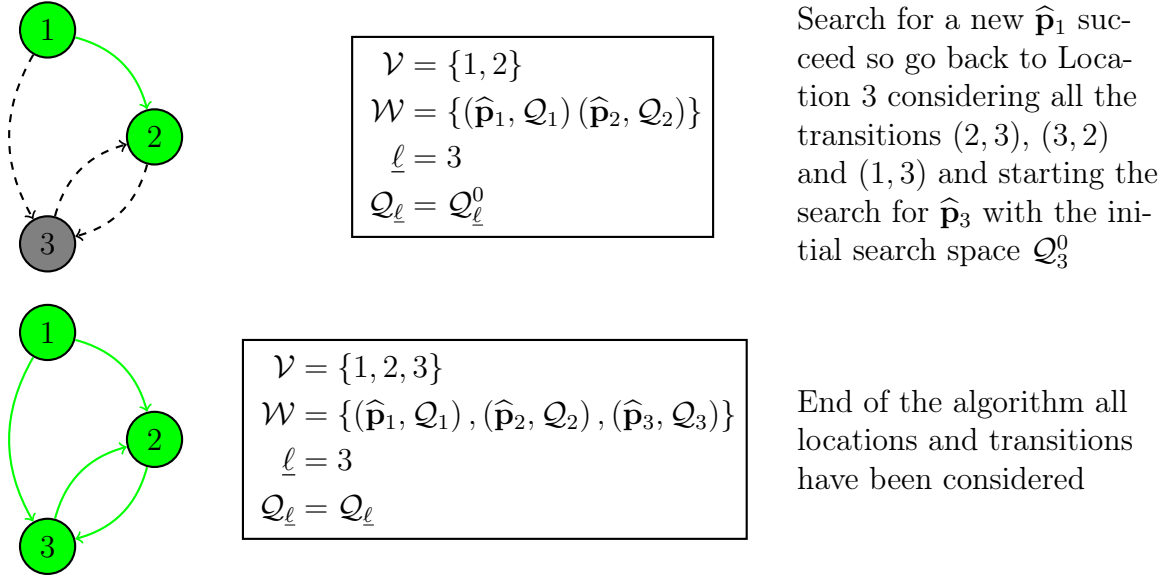 1
2
3
𝒱 = {1, 2}
𝒲 = {(p̂₁, 𝒬₁) (p̂₂, 𝒬₂)}
ℓ̲ = 3
𝒬_ℓ̲ = 𝒬⁰_ℓ̲
Search for a new p̂₁ suc-
ceed so go back to Loca-
tion 3 considering all the
transitions (2, 3), (3, 2)
and (1, 3) and starting the
search for p̂₃ with the ini-
tial search space 𝒬₃⁰
1
2
3
𝒱 = {1, 2, 3}
𝒲 = {(p̂₁, 𝒬₁) , (p̂₂, 𝒬₂) , (p̂₃, 𝒬₃)}
ℓ̲ = 3
𝒬_ℓ̲ = 𝒬_ℓ̲
End of the algorithm all
locations and transitions
have been considered